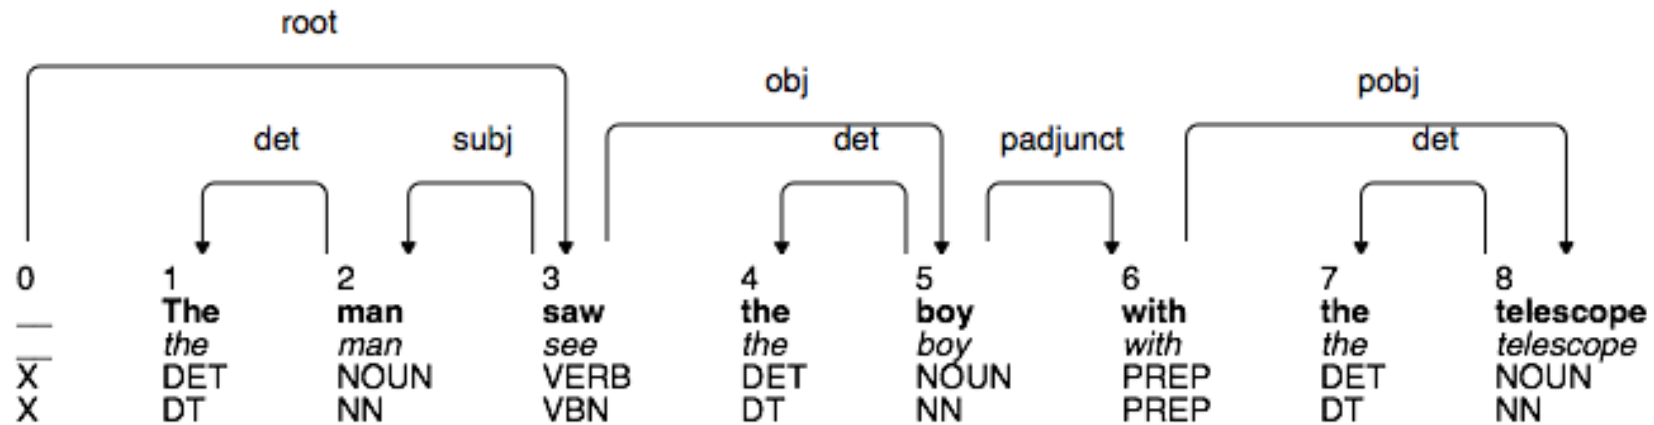 root
obj pobj
det subj det padjunct det
0 1 2 3 4 5 6 7 8
__ The man saw the boy with the telescope
__ the man see the boy with the telescope
X DET NOUN VERB DET NOUN PREP DET NOUN
X DT NN VBN DT NN PREP DT NN